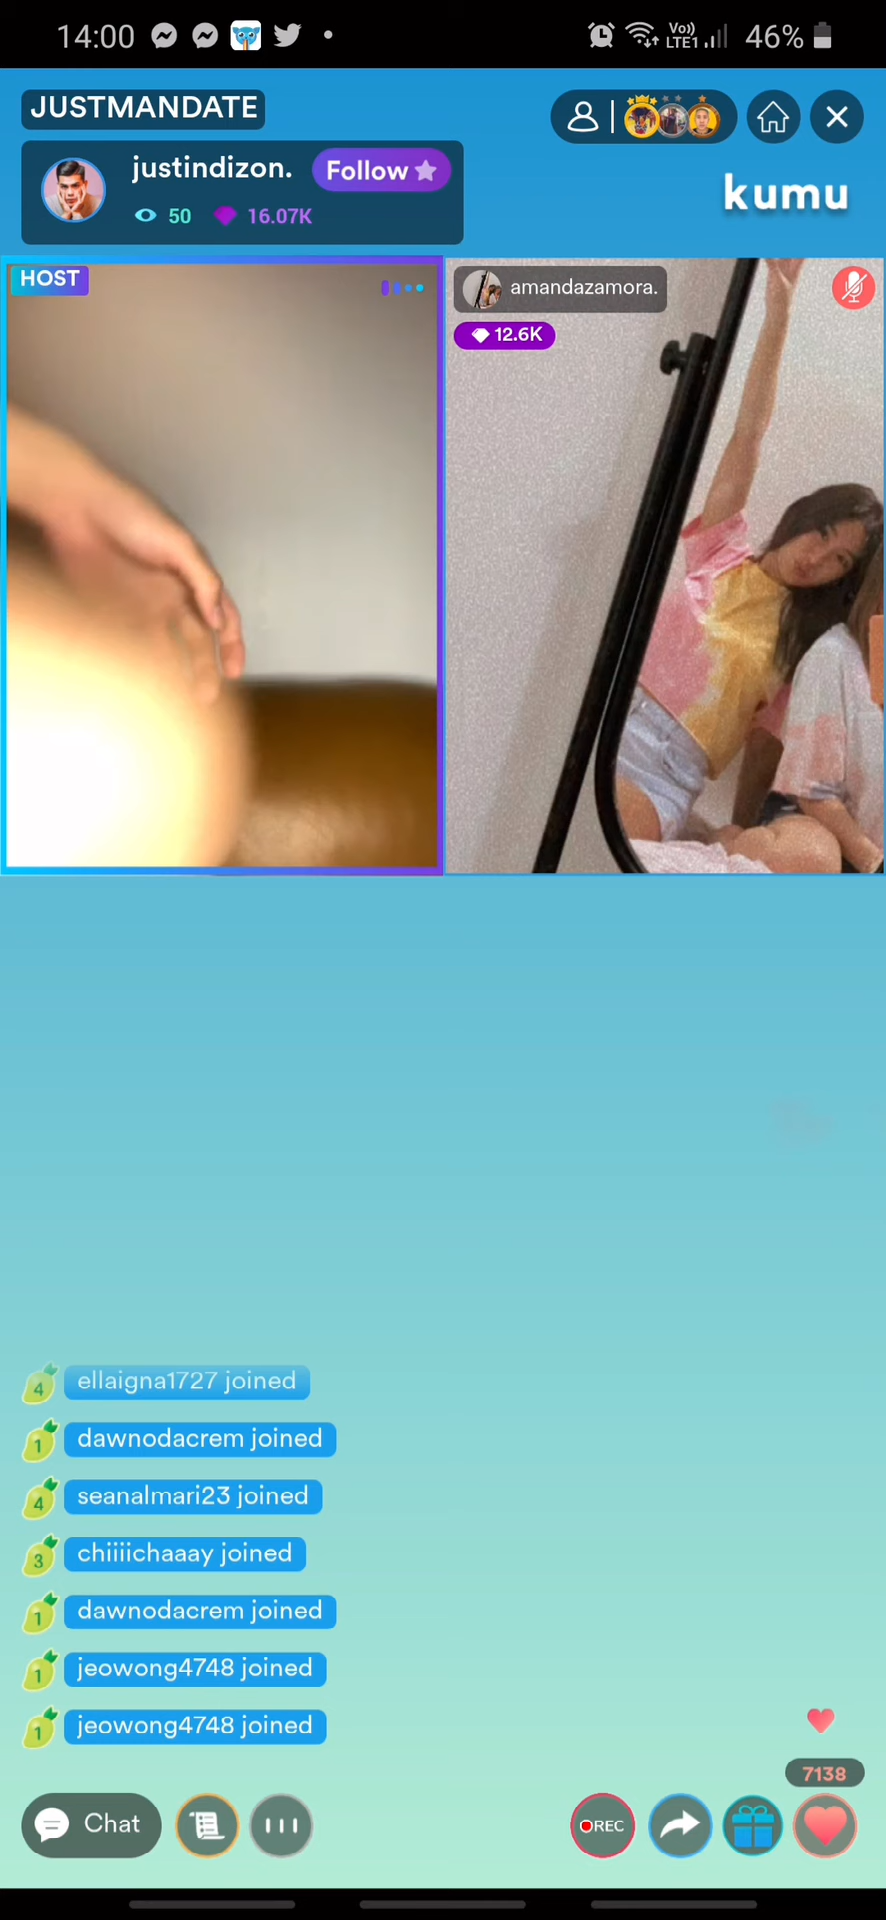 14:00
Vo))
LTE1
46%
JUSTMANDATE
justindizon.
Follow
50
16.07K
kumu
HOST
amandazamora.
12.6K
4 ellaigna1727 joined
1 dawnodacrem joined
4 seanalmari23 joined
3 chiiiichaaay joined
1 dawnodacrem joined
1 jeowong4748 joined
1 jeowong4748 joined
7138
Chat
REC